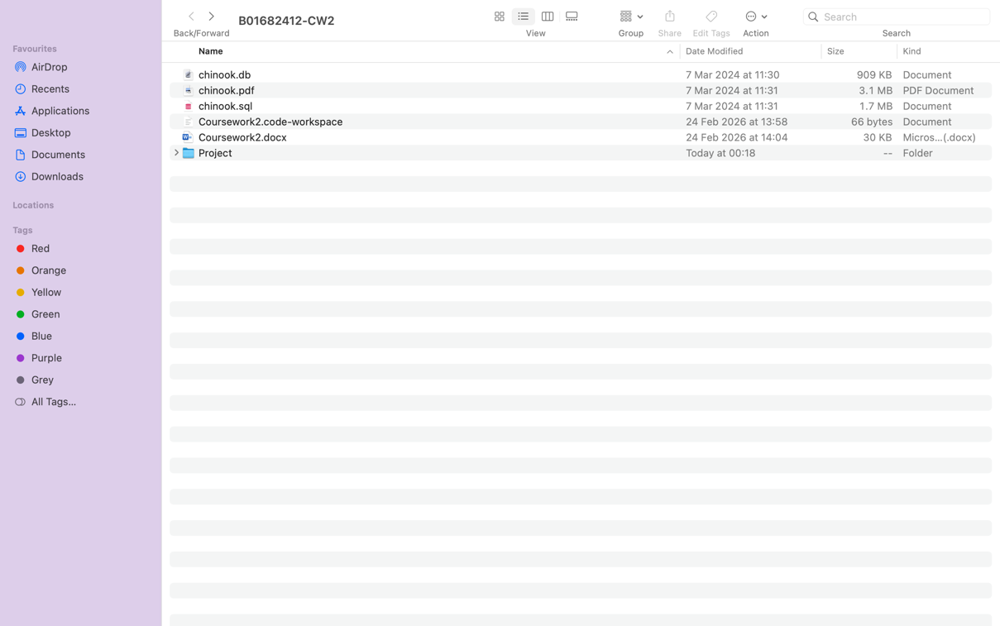 Back/Forward
B01682412-CW2
View
Group
Share
Edit Tags
Action
Search
Search
Favourites
AirDrop
Recents
Applications
Desktop
Documents
Downloads
Locations
Tags
Red
Orange
Yellow
Green
Blue
Purple
Grey
All Tags...
Name Date Modified Size Kind
chinook.db 7 Mar 2024 at 11:30 909 KB Document
chinook.pdf 7 Mar 2024 at 11:31 3.1 MB PDF Document
chinook.sql 7 Mar 2024 at 11:31 1.7 MB Document
Coursework2.code-workspace 24 Feb 2026 at 13:58 66 bytes Document
Coursework2.docx 24 Feb 2026 at 14:04 30 KB Micros...(.docx)
Project Today at 00:18 -- Folder